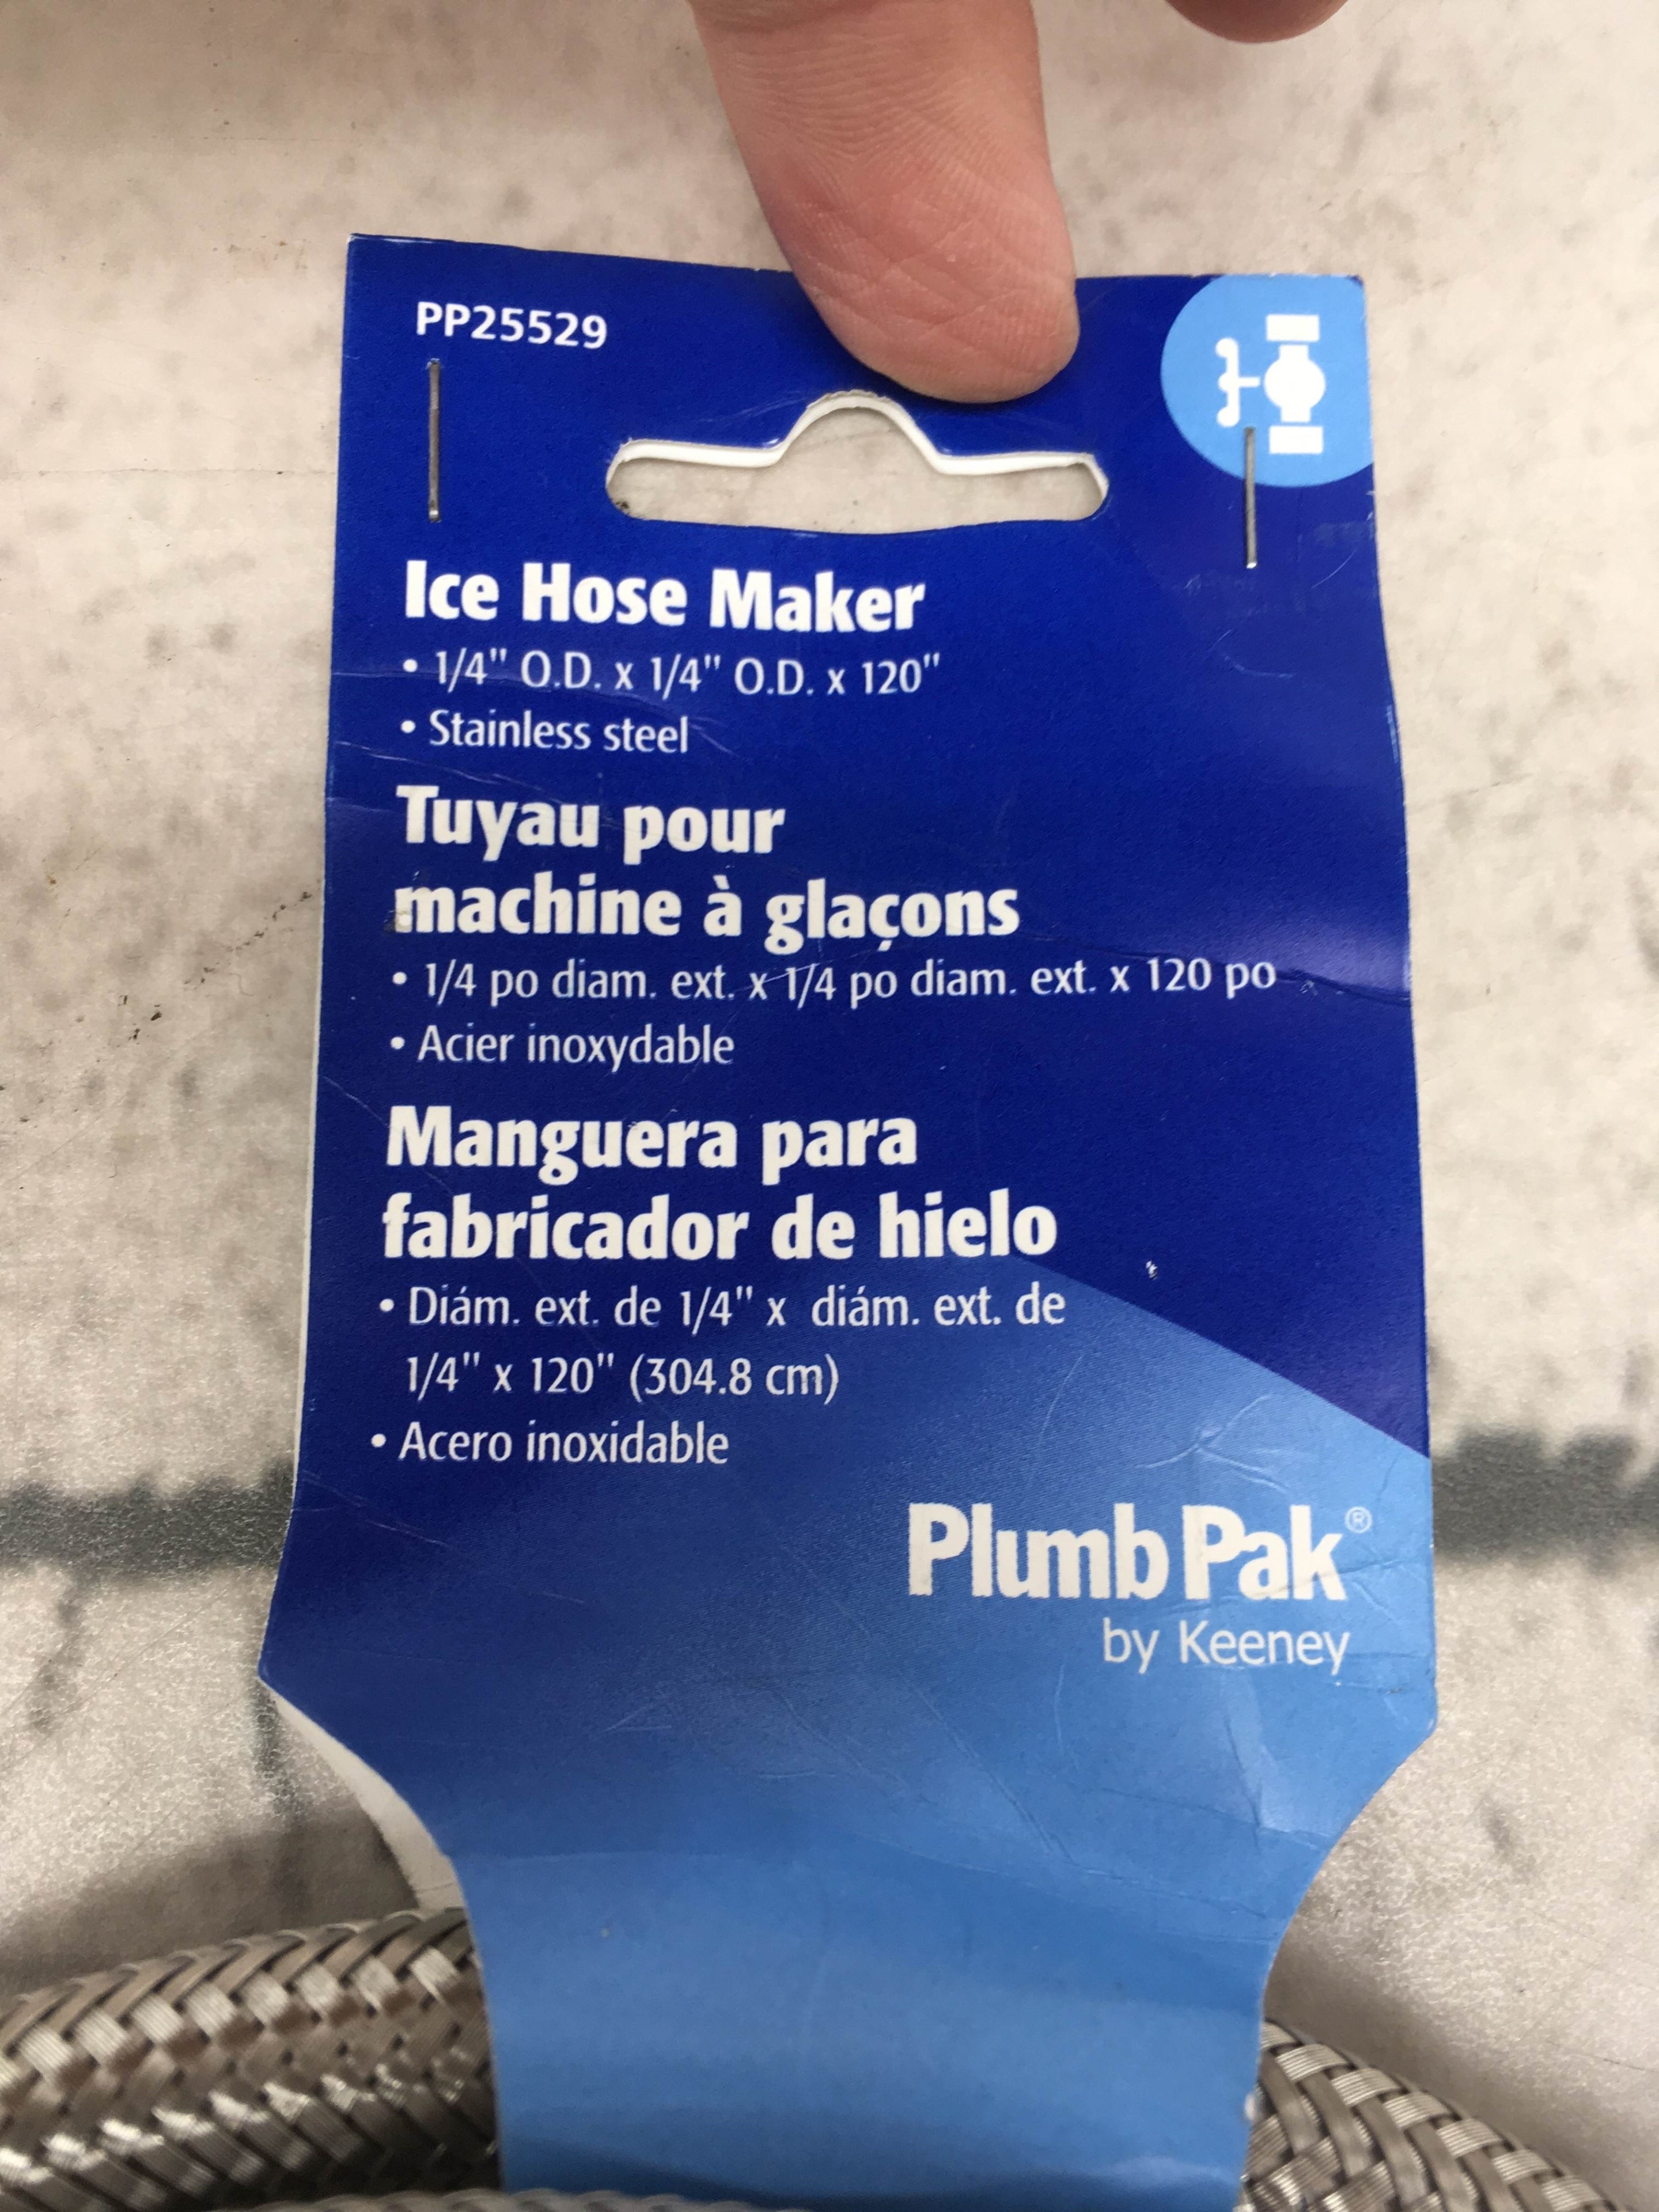 PP25529
Ice Hose Maker
• 1/4" O.D. x 1/4" O.D. x 120"
• Stainless steel
Tuyau pour
machine à glaçons
• 1/4 po diam. ext. x 1/4 po diam. ext. x 120 po
• Acier inoxydable
Manguera para
fabricador de hielo
• Diám. ext. de 1/4" x diám. ext. de
1/4" x 120" (304.8 cm)
• Acero inoxidable
Plumb Pak®
by Keeney